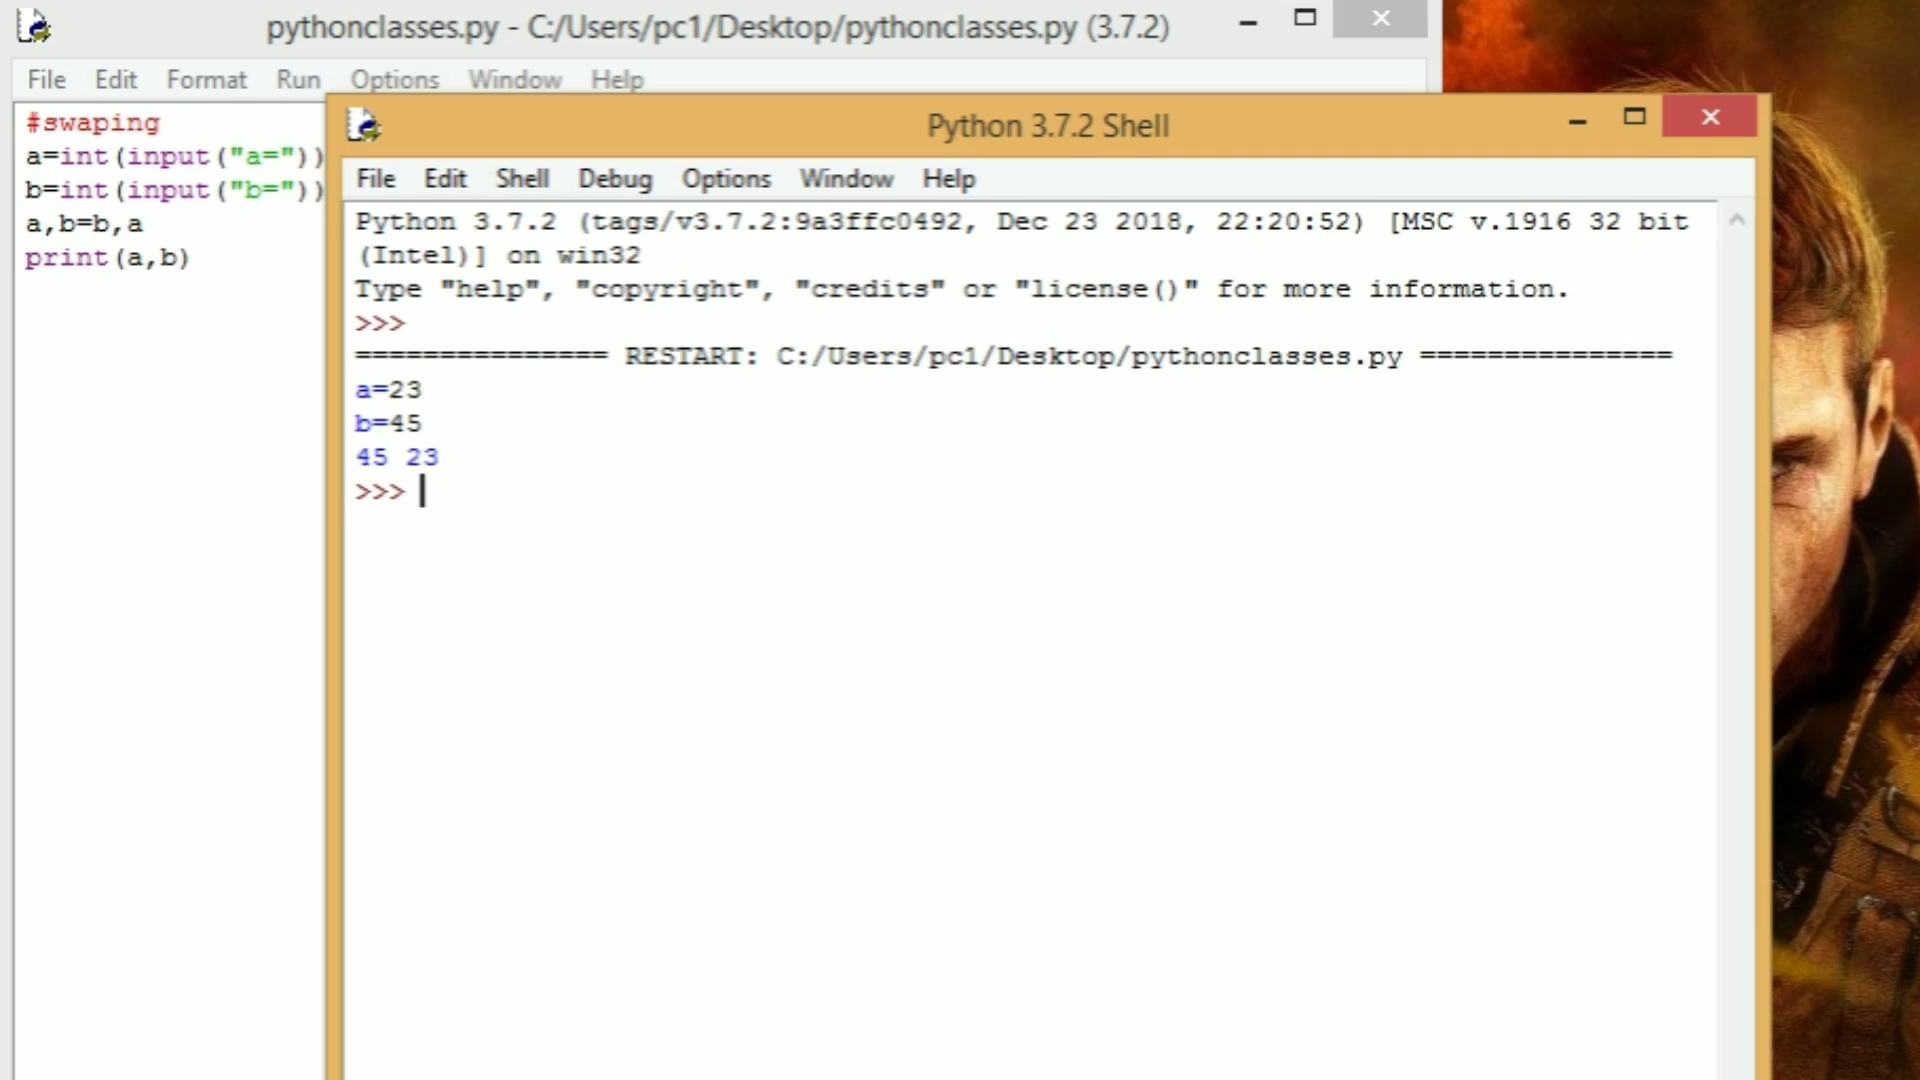 pythonclasses.py - C:/Users/pc1/Desktop/pythonclasses.py (3.7.2)
File Edit Format Run Options Window Help
#swaping
a=int(input("a="))
b=int(input("b="))
a,b=b,a
print(a,b)
Python 3.7.2 Shell
File Edit Shell Debug Options Window Help
Python 3.7.2 (tags/v3.7.2:9a3ffc0492, Dec 23 2018, 22:20:52) [MSC v.1916 32 bit
(Intel)] on win32
Type "help", "copyright", "credits" or "license()" for more information.
>>>
=============== RESTART: C:/Users/pc1/Desktop/pythonclasses.py ===============
a=23
b=45
45 23
>>>